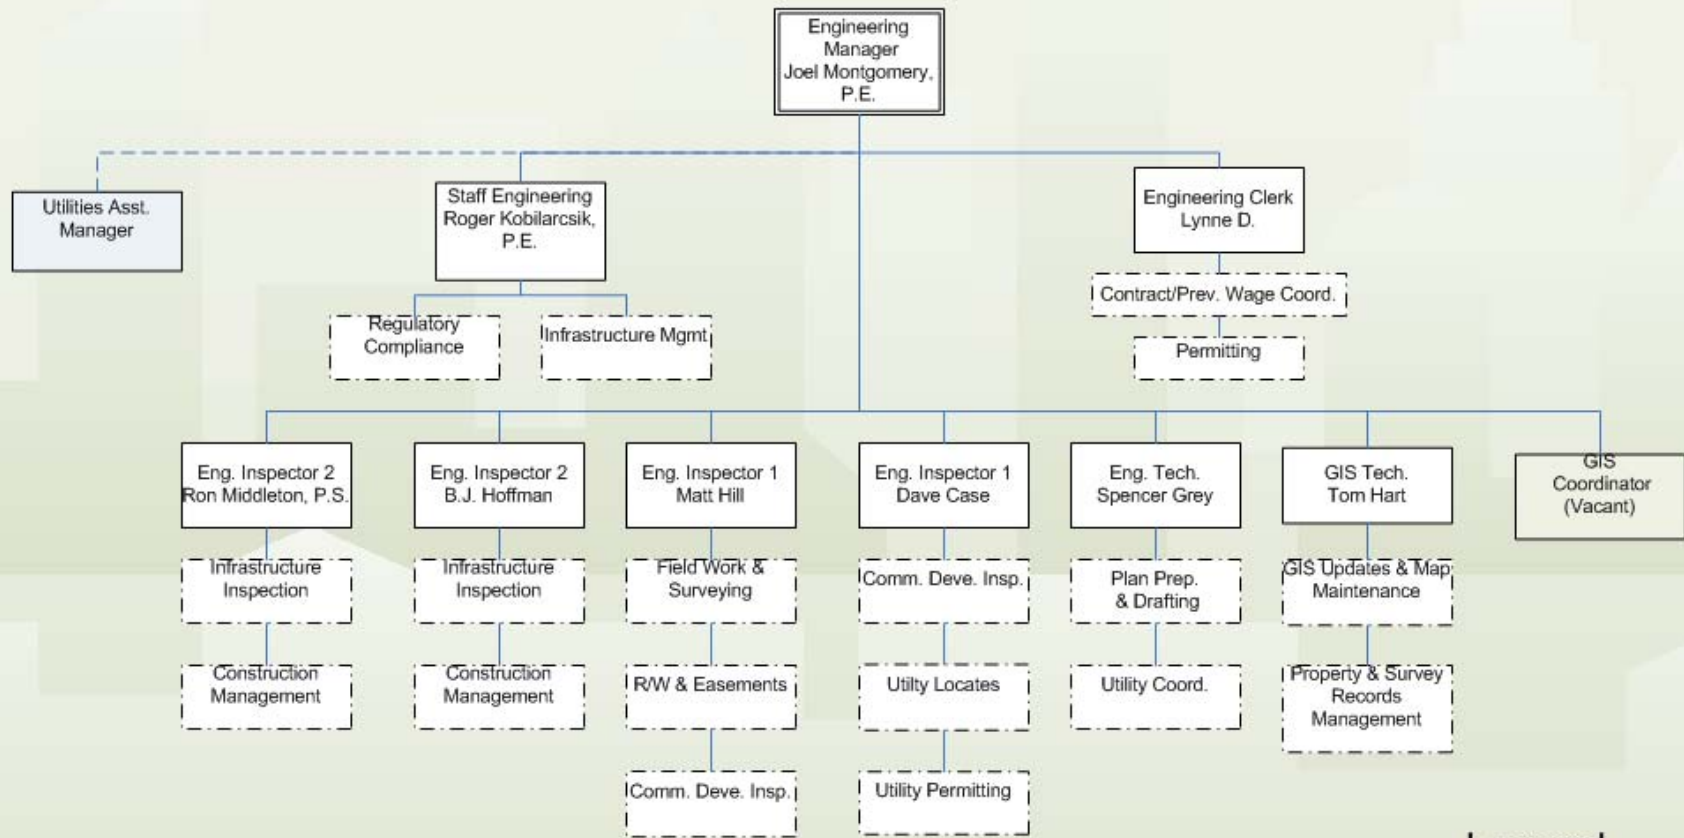 Engineering
Manager
Joel Montgomery,
P.E.
Utilities Asst.
Manager
Staff Engineering
Roger Kobilarcsik,
P.E.
Engineering Clerk
Lynne D.
Regulatory
Compliance
Infrastructure Mgmt
Contract/Prev. Wage Coord.
Permitting
Eng. Inspector 2
Ron Middleton, P.S.
Eng. Inspector 2
B.J. Hoffman
Eng. Inspector 1
Matt Hill
Eng. Inspector 1
Dave Case
Eng. Tech.
Spencer Grey
GIS Tech.
Tom Hart
GIS
Coordinator
(Vacant)
Infrastructure
Inspection
Infrastructure
Inspection
Field Work &
Surveying
Comm. Deve. Insp.
Plan Prep.
& Drafting
GIS Updates & Map
Maintenance
Construction
Management
Construction
Management
R/W & Easements
Utilty Locates
Utility Coord.
Property & Survey
Records
Management
Comm. Deve. Insp.
Utility Permitting